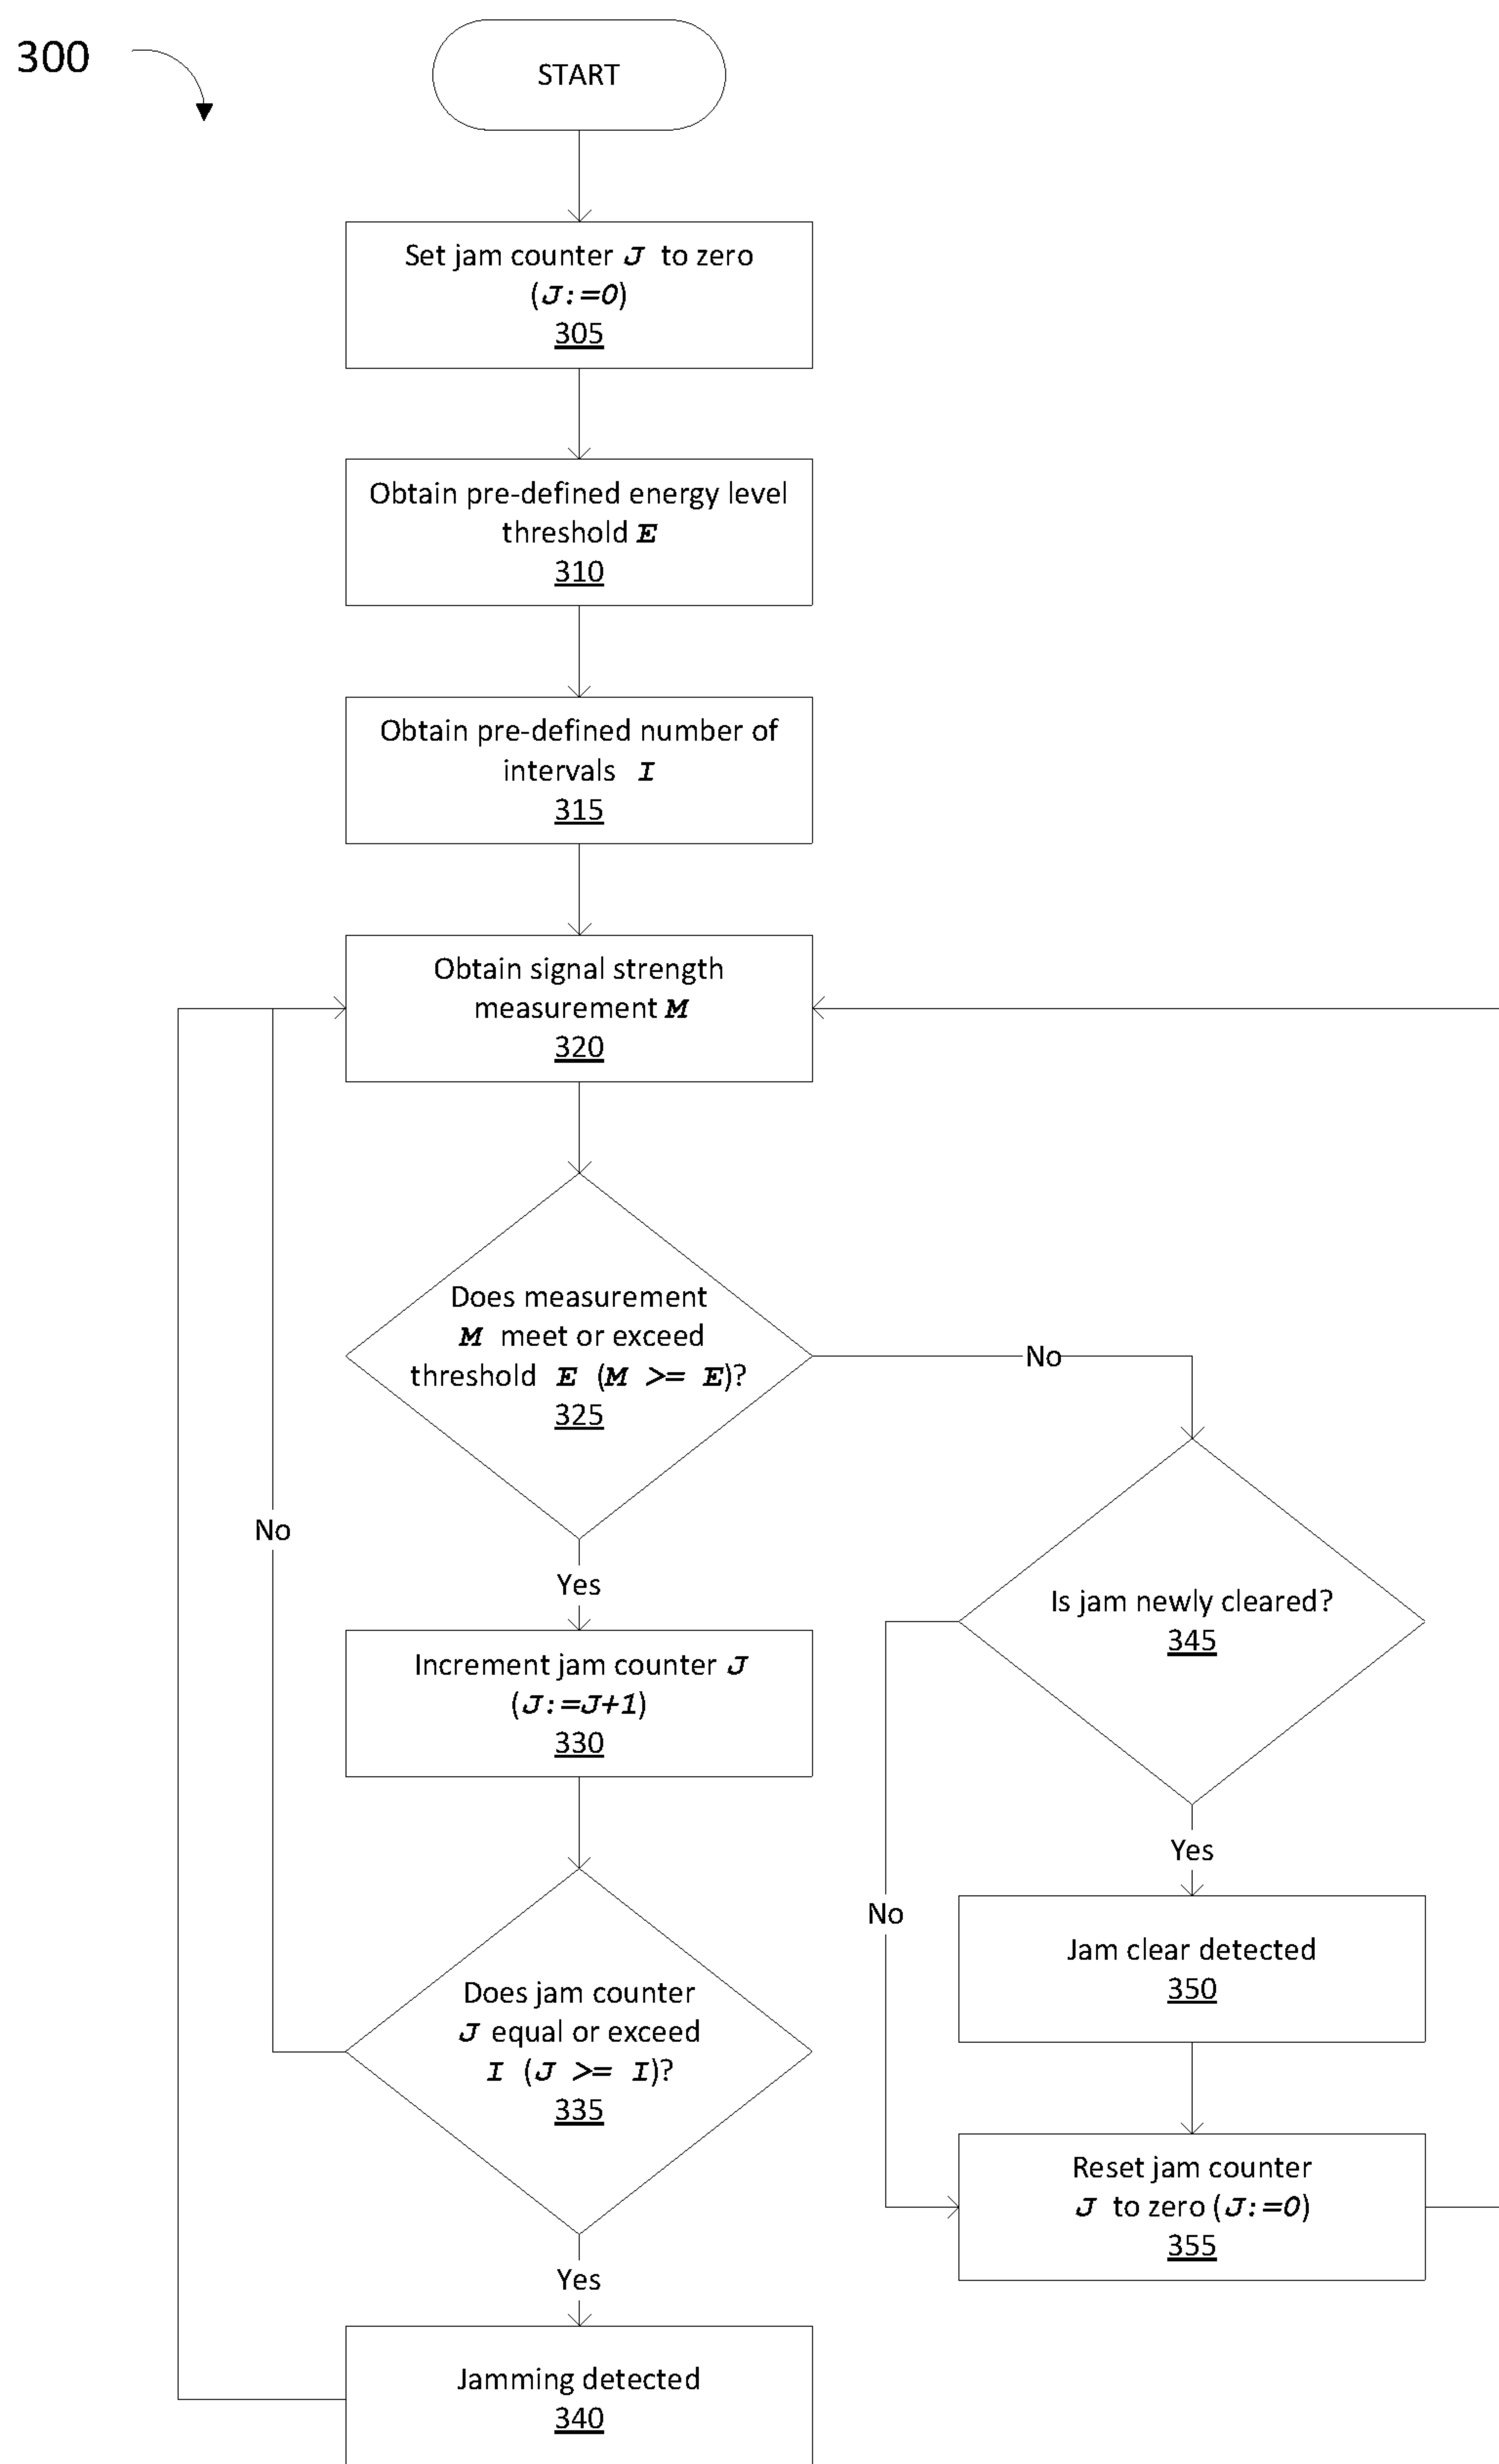 300
START
Set jam counter J to zero
(J:=0)
305
Obtain pre-defined energy level
threshold E
310
Obtain pre-defined number of
intervals I
315
Obtain signal strength
measurement M
320
Does measurement
M meet or exceed
threshold E (M >= E)?
325
No
Yes
Increment jam counter J
(J:=J+1)
330
No
Does jam counter
J equal or exceed
I (J >= I)?
335
Yes
Jamming detected
340
Is jam newly cleared?
345
Yes
No
Jam clear detected
350
Reset jam counter
J to zero (J:=0)
355